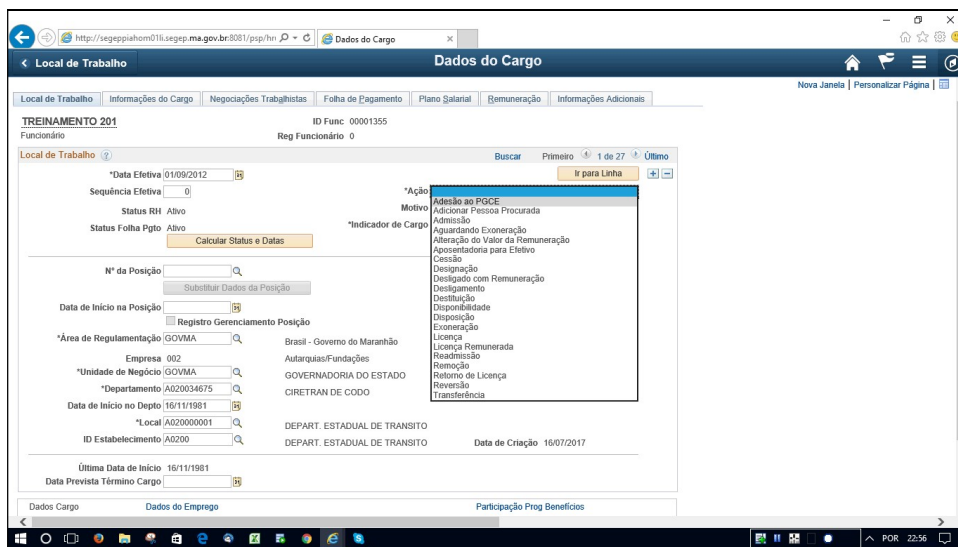 http://segeppiahom01li.segep.ma.gov.br:8081/psp/hn
Dados do Cargo
Local de Trabalho
Dados do Cargo
Nova Janela | Personalizar Página
Local de Trabalho Informações do Cargo Negociações Trabalhistas Folha de Pagamento Plano Salarial Remuneração Informações Adicionais
TREINAMENTO 201 ID Func 00001355
Funcionário Reg Funcionário 0
Local de Trabalho Buscar Primeiro 1 de 27 Último
*Data Efetiva 01/09/2012 Ir para Linha
Sequência Efetiva 0 *Ação
Status RH Ativo Motivo
Status Folha Pgto Ativo *Indicador de Cargo
Calcular Status e Datas
Adesão ao PGCE
Adicionar Pessoa Procurada
Admissão
Aguardando Exoneração
Alteração do Valor da Remuneração
Aposentadoria para Efetivo
Cessão
Designação
Desligado com Remuneração
Desligamento
Destituição
Disponibilidade
Disposição
Exoneração
Licença
Licença Remunerada
Readmissão
Remoção
Retorno de Licença
Reversão
Transferência
Nº da Posição
Substituir Dados da Posição
Data de Início na Posição
Registro Gerenciamento Posição
*Área de Regulamentação GOVMA Brasil - Governo do Maranhão
Empresa 002 Autarquias/Fundações
*Unidade de Negócio GOVMA GOVERNADORIA DO ESTADO
*Departamento A020034675 CIRETRAN DE CODO
Data de Início no Depto 16/11/1981
*Local A020000001 DEPART. ESTADUAL DE TRANSITO
ID Estabelecimento A0200 DEPART. ESTADUAL DE TRANSITO Data de Criação 16/07/2017
Última Data de Início 16/11/1981
Data Prevista Término Cargo
Dados Cargo Dados do Emprego Participação Prog Benefícios
POR 22:56